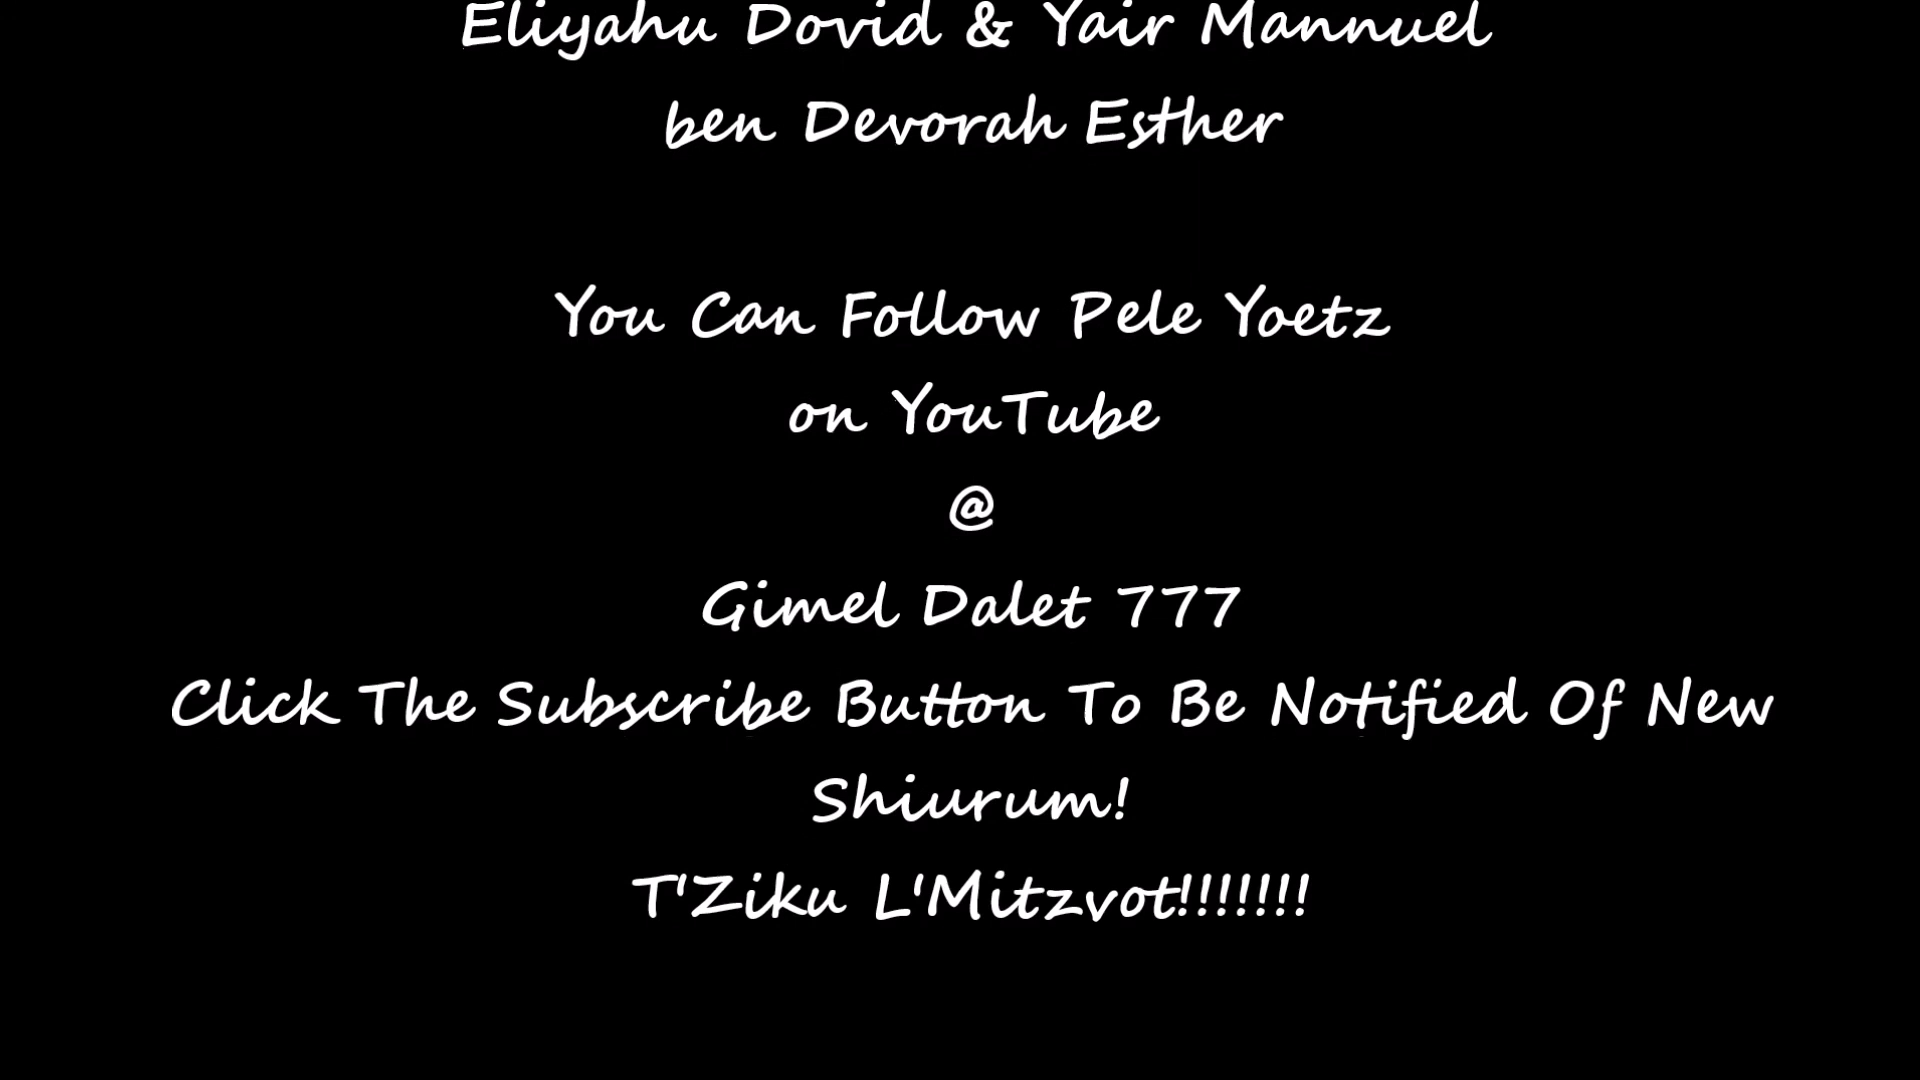 Eliyahu Dovid & Yair Mannuel
ben Devorah Esther
You Can Follow Pele Yoetz
on YouTube
@
Gimel Dalet 777
Click The Subscribe Button To Be Notified Of New
Shiurum!
T'Ziku L'Mitzvot!!!!!!!